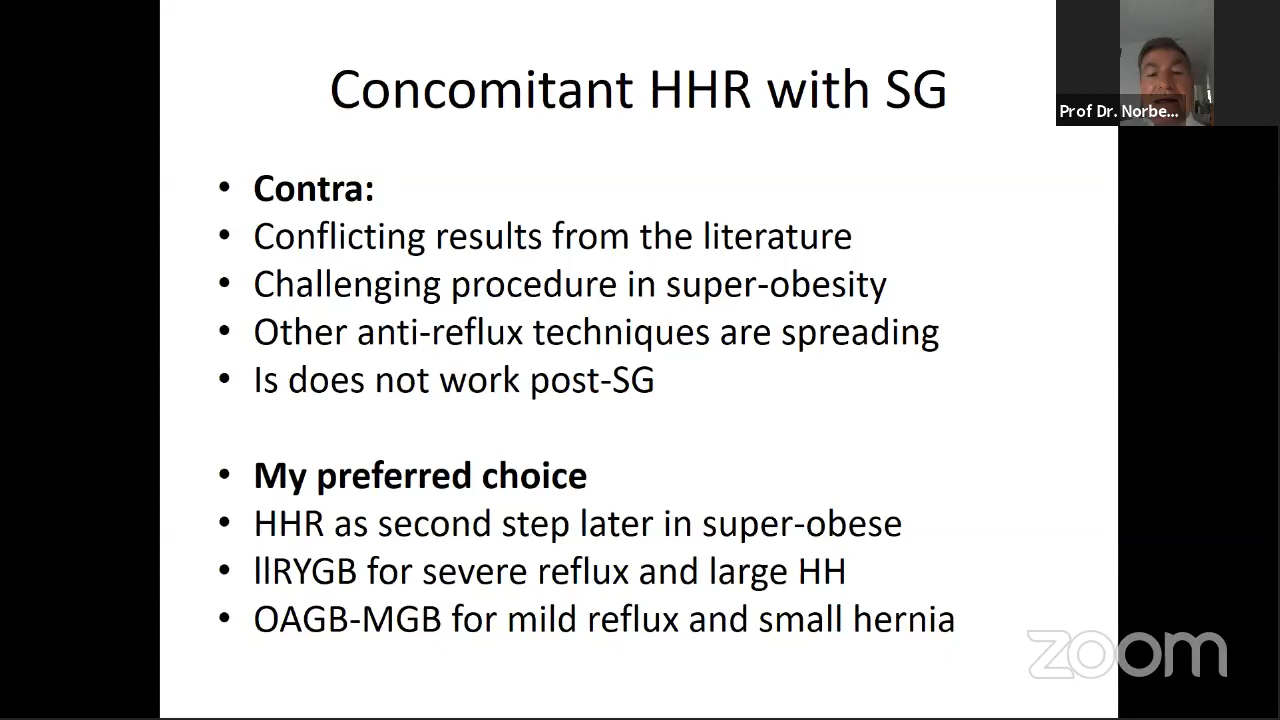 Concomitant HHR with SG
Prof Dr. Norbe...
• Contra:
• Conflicting results from the literature
• Challenging procedure in super-obesity
• Other anti-reflux techniques are spreading
• Is does not work post-SG
• My preferred choice
• HHR as second step later in super-obese
• llRYGB for severe reflux and large HH
• OAGB-MGB for mild reflux and small hernia
zoom